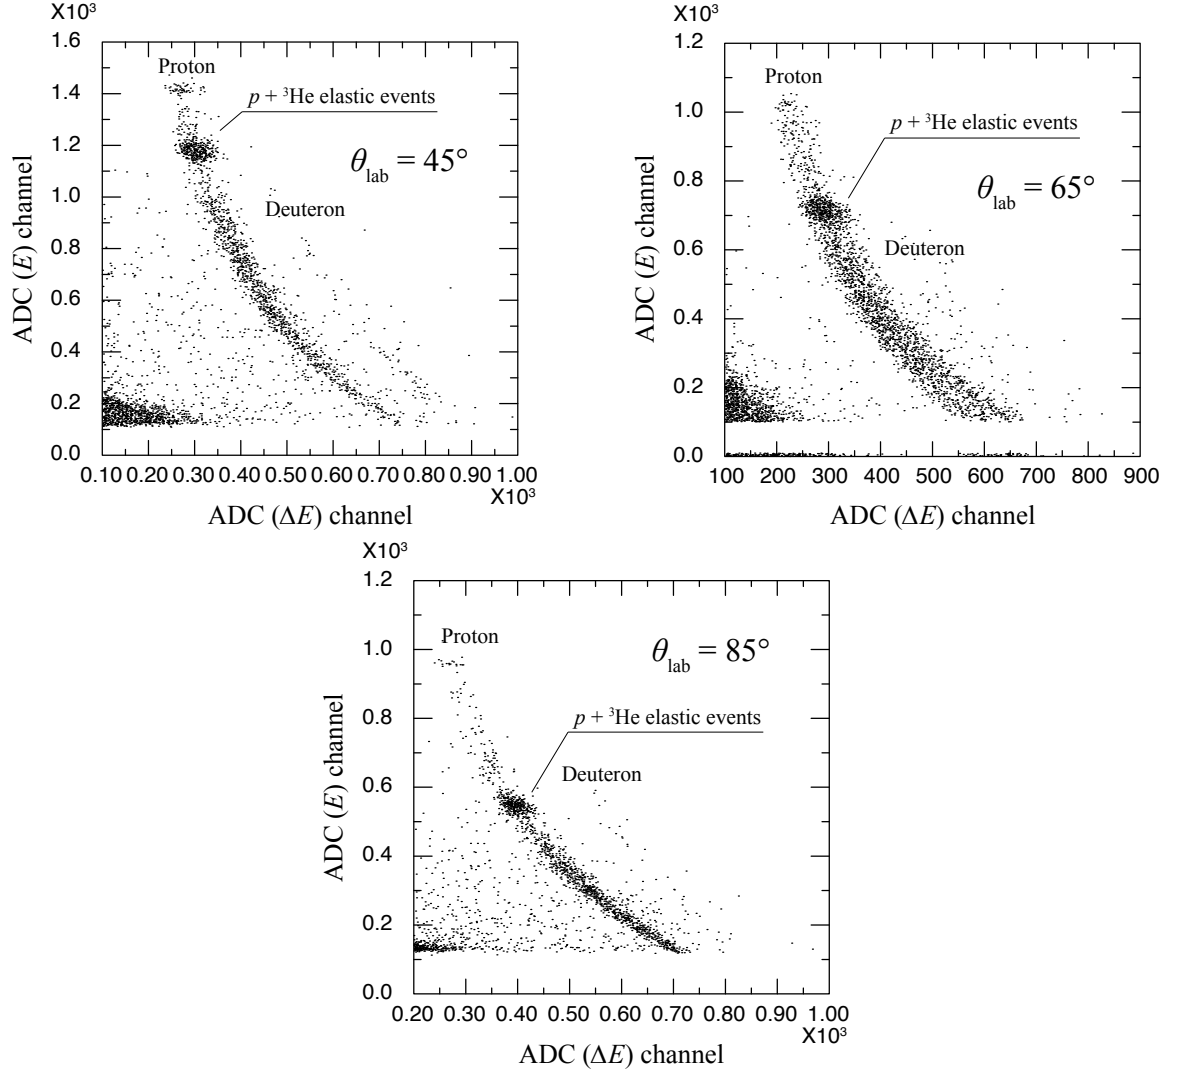 X10³
1.6
1.4
1.2
1.0
0.8
0.6
0.4
0.2
0.0
Proton
p + ³He elastic events
θlab = 45°
Deuteron
ADC (E) channel
0.10 0.20 0.30 0.40 0.50 0.60 0.70 0.80 0.90 1.00
X10³
ADC (ΔE) channel
X10³
1.2
1.0
0.8
0.6
0.4
0.2
0.0
Proton
p + ³He elastic events
θlab = 65°
Deuteron
ADC (E) channel
100 200 300 400 500 600 700 800 900
ADC (ΔE) channel
X10³
1.2
1.0
0.8
0.6
0.4
0.2
0.0
Proton
θlab = 85°
p + ³He elastic events
Deuteron
ADC (E) channel
0.20 0.30 0.40 0.50 0.60 0.70 0.80 0.90 1.00
X10³
ADC (ΔE) channel